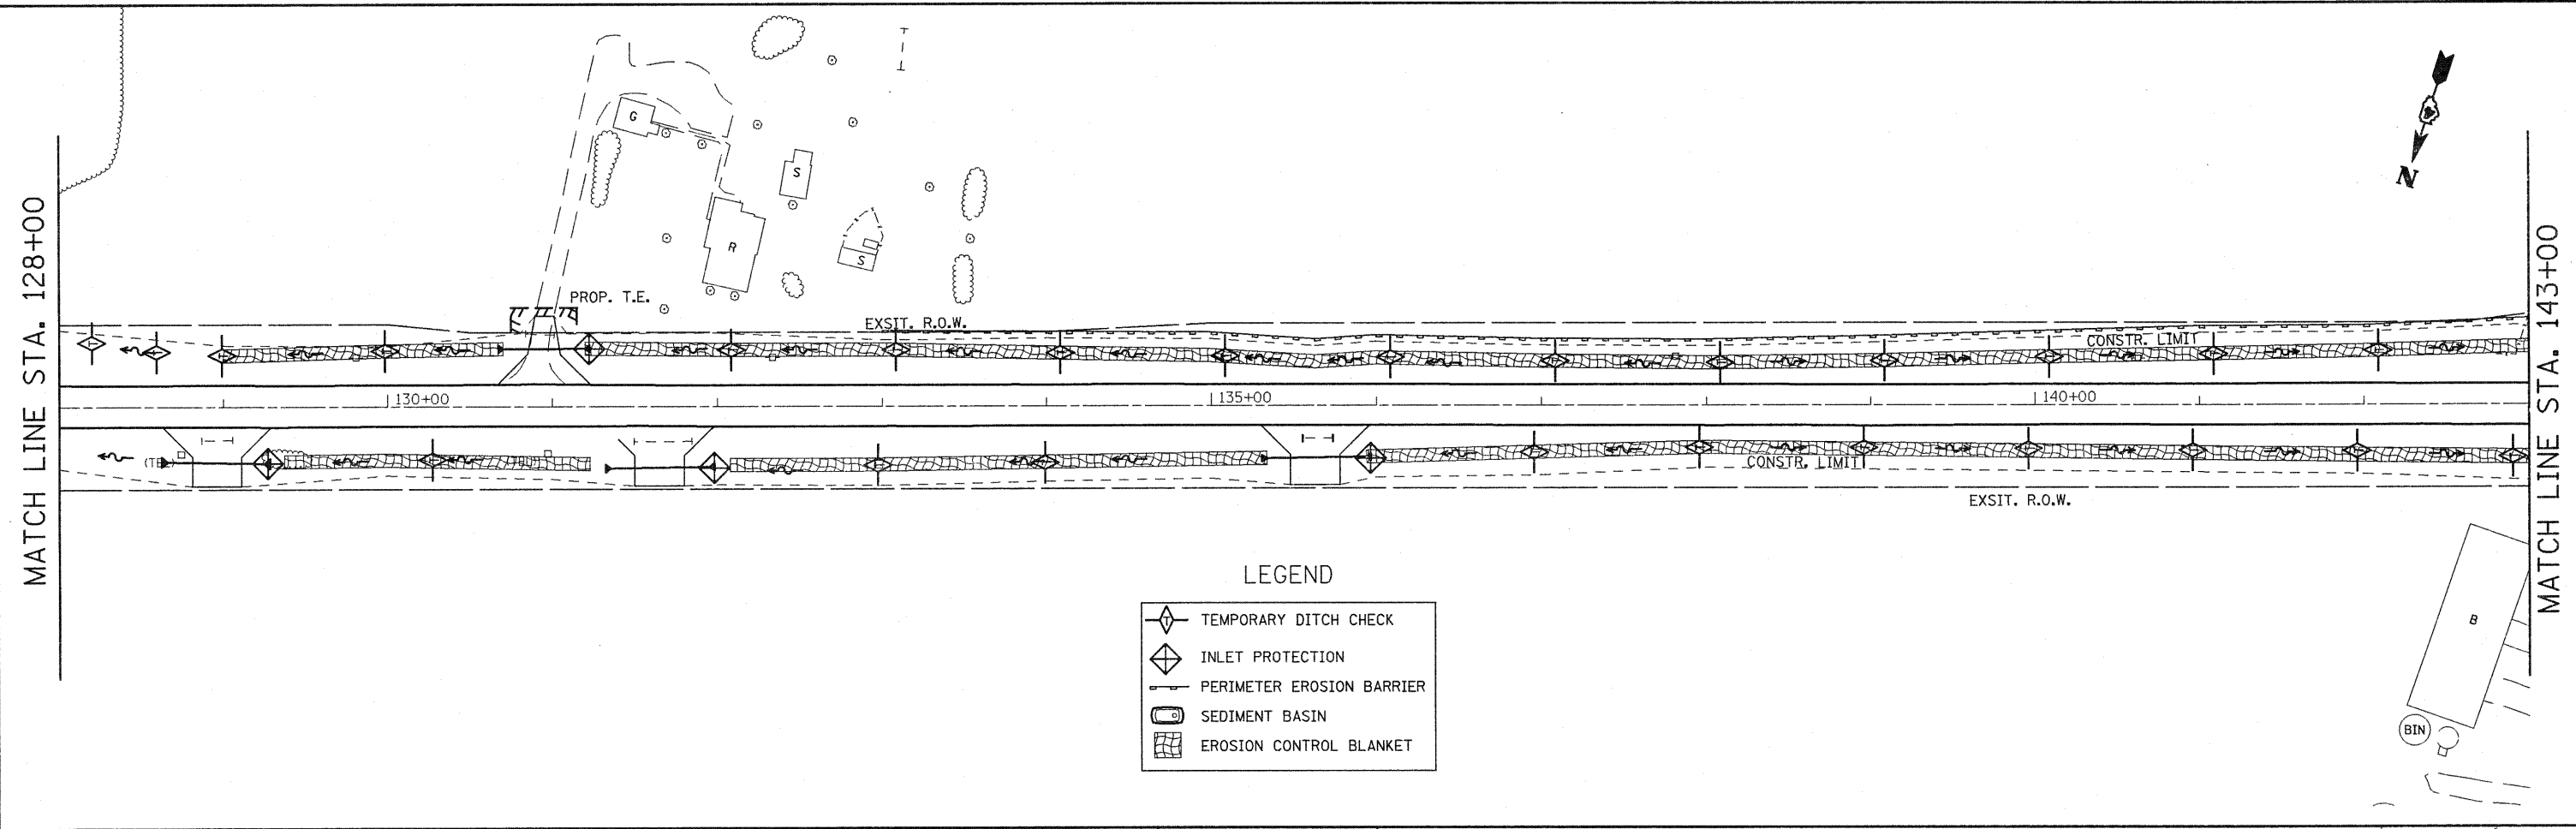 G
S
R
S
N
PROP. T.E.
EXSIT. R.O.W.
CONSTR. LIMIT
MATCH LINE STA. 128+00
130+00
135+00
140+00
MATCH LINE STA. 143+00
CONSTR. LIMIT
EXSIT. R.O.W.
LEGEND
T TEMPORARY DITCH CHECK
INLET PROTECTION
PERIMETER EROSION BARRIER
SEDIMENT BASIN
EROSION CONTROL BLANKET
B
BIN